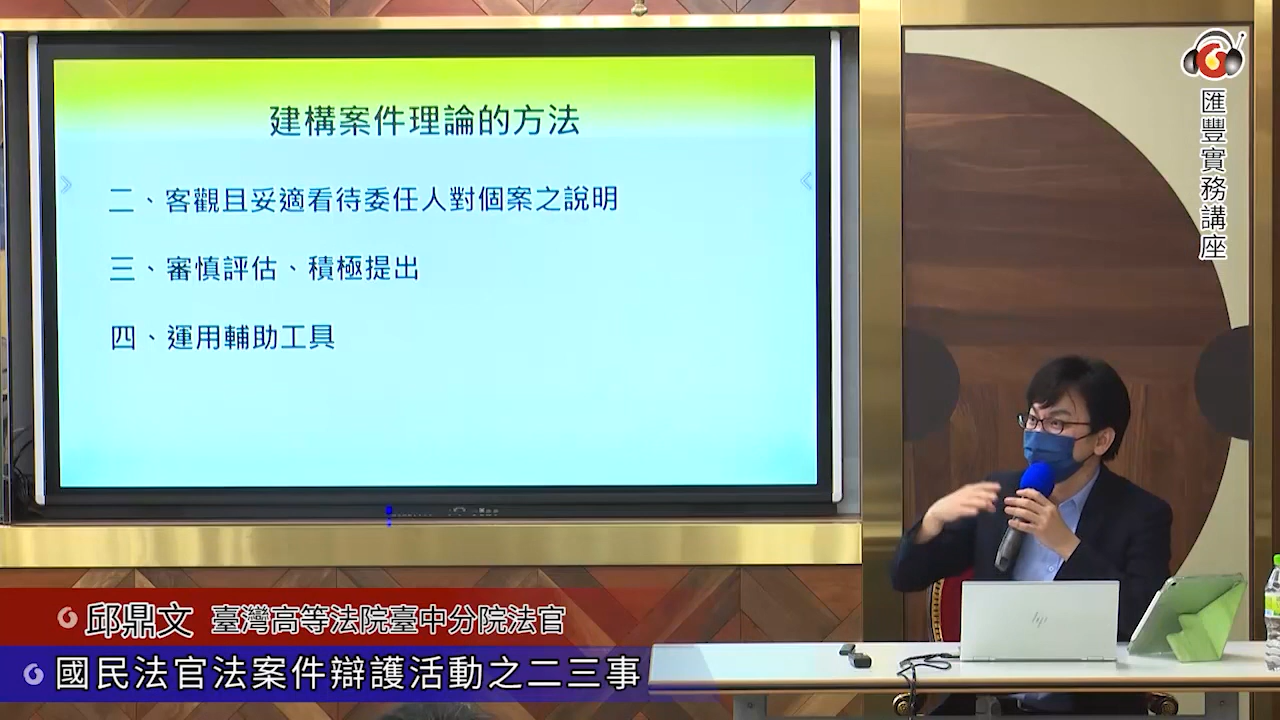 建構案件理論的方法
二、客觀且妥適看待委任人對個案之說明
三、審慎評估、積極提出
四、運用輔助工具
匯豐實務講座
hp
邱鼎文 臺灣高等法院臺中分院法官
國民法官法案件辯護活動之二三事